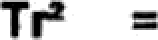 Tr² =